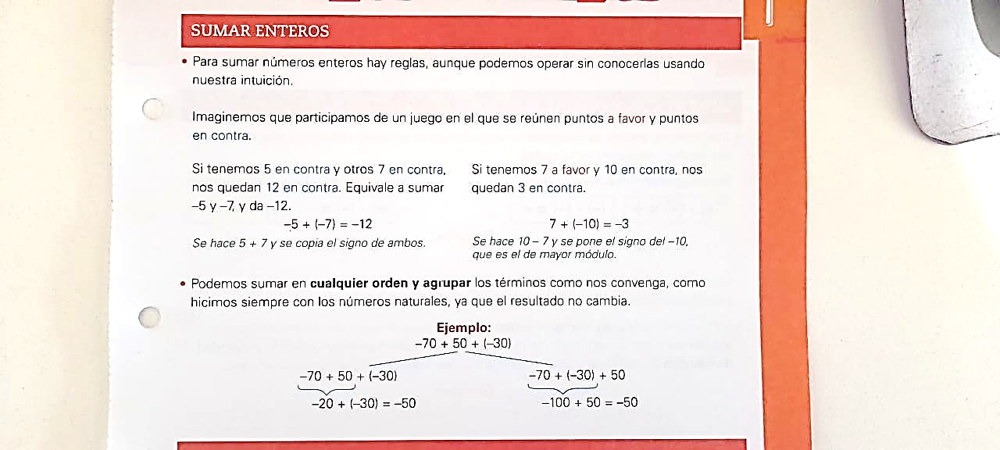 SUMAR ENTEROS
• Para sumar números enteros hay reglas, aunque podemos operar sin conocerlas usando
nuestra intuición.
Imaginemos que participamos de un juego en el que se reúnen puntos a favor y puntos
en contra.
Si tenemos 5 en contra y otros 7 en contra,
nos quedan 12 en contra. Equivale a sumar
–5 y –7, y da –12.
–5 + (–7) = –12
Se hace 5 + 7 y se copia el signo de ambos.
Si tenemos 7 a favor y 10 en contra, nos
quedan 3 en contra.
7 + (–10) = –3
Se hace 10 – 7 y se pone el signo del –10,
que es el de mayor módulo.
• Podemos sumar en cualquier orden y agrupar los términos como nos convenga, como
hicimos siempre con los números naturales, ya que el resultado no cambia.
Ejemplo:
–70 + 50 + (–30)
–70 + 50 + (–30)
–20 + (–30) = –50
–70 + (–30) + 50
–100 + 50 = –50